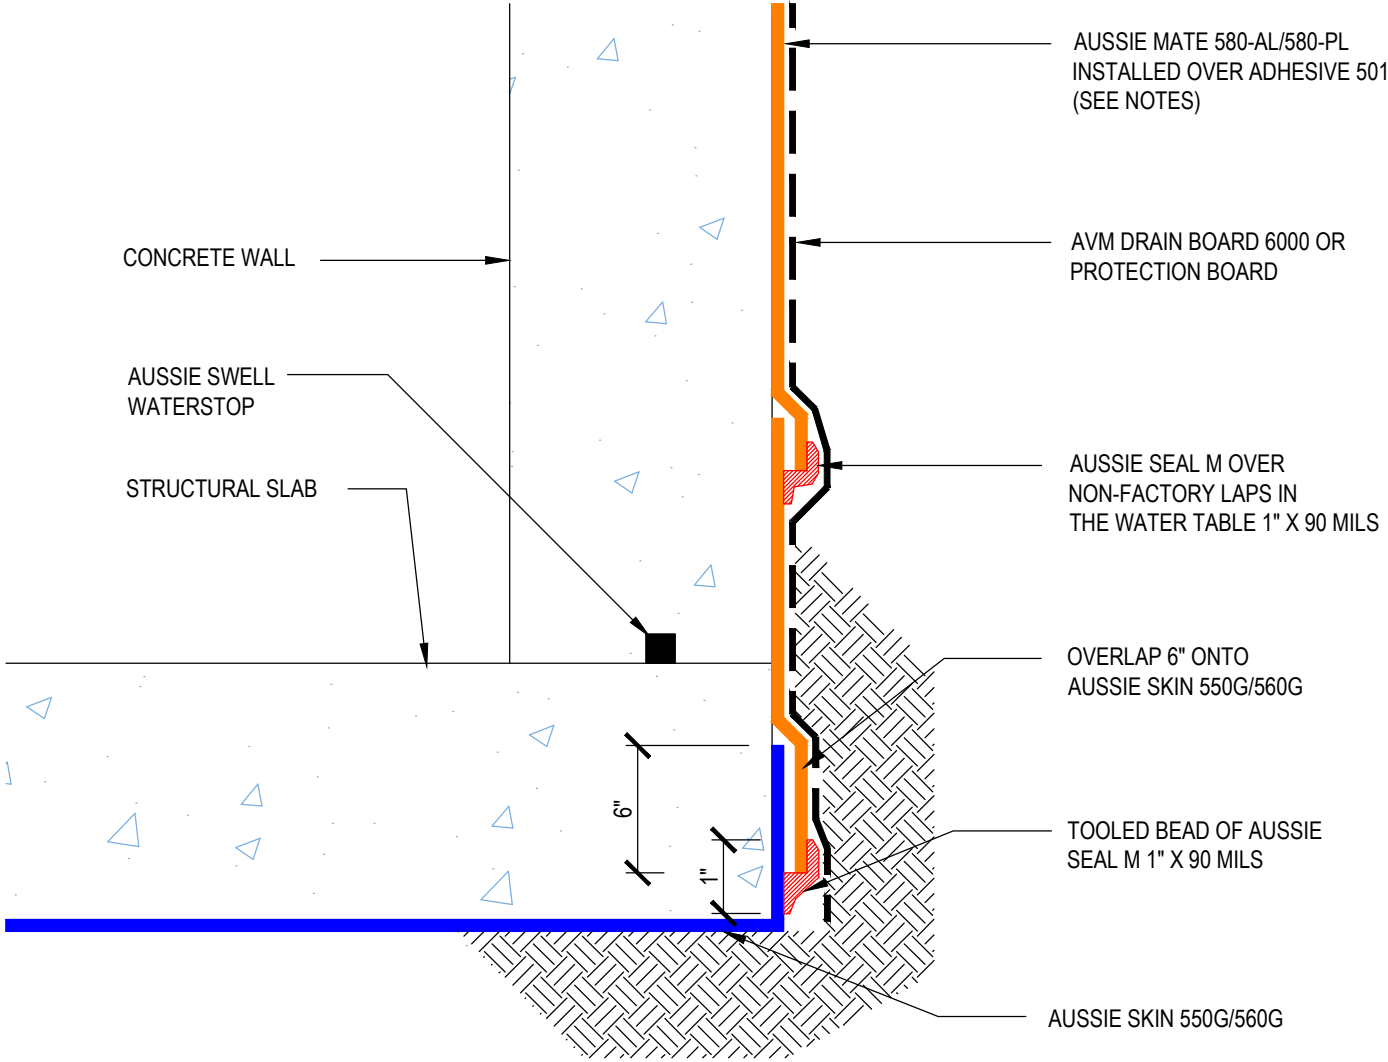 AUSSIE MATE 580-AL/580-PL
INSTALLED OVER ADHESIVE 501
(SEE NOTES)
AVM DRAIN BOARD 6000 OR
PROTECTION BOARD
CONCRETE WALL
AUSSIE SWELL
WATERSTOP
STRUCTURAL SLAB
AUSSIE SEAL M OVER
NON-FACTORY LAPS IN
THE WATER TABLE 1" X 90 MILS
OVERLAP 6" ONTO
AUSSIE SKIN 550G/560G
6"
1"
TOOLED BEAD OF AUSSIE
SEAL M 1" X 90 MILS
AUSSIE SKIN 550G/560G